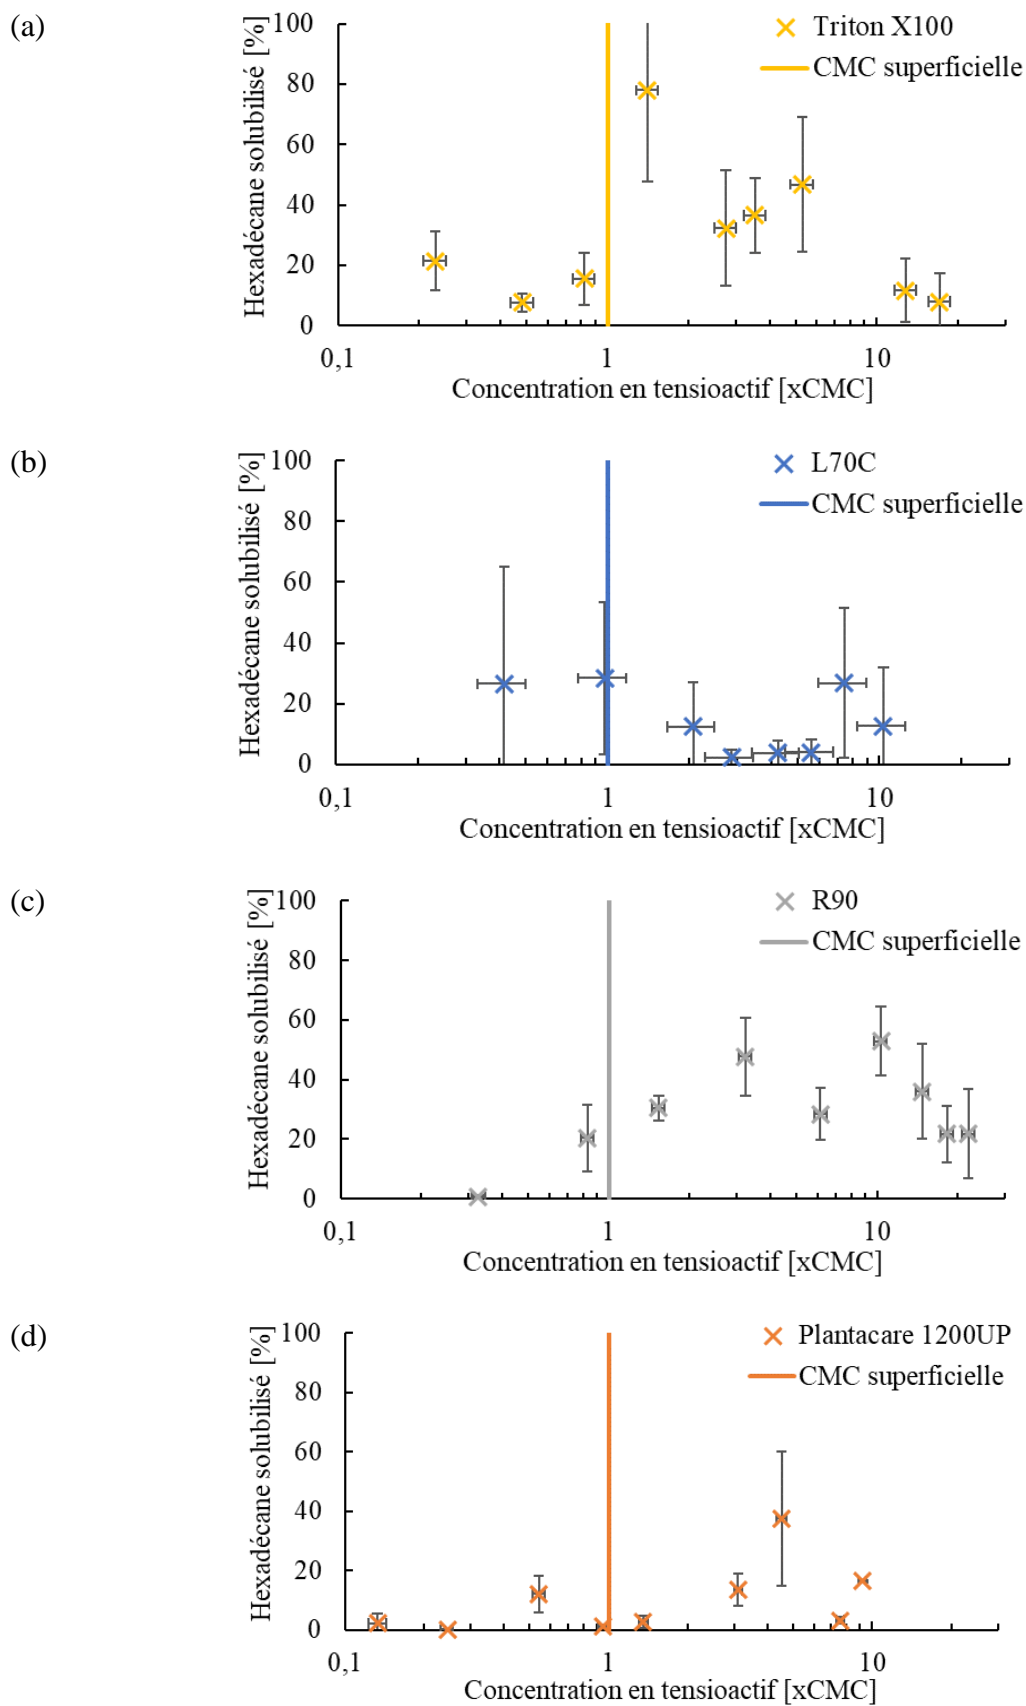 (a)
Hexadécane solubilisé [%]
100
80
60
40
20
0
0,1
1
10
Concentration en tensioactif [xCMC]
Triton X100
CMC superficielle
(b)
Hexadécane solubilisé [%]
100
80
60
40
20
0
0,1
1
10
Concentration en tensioactif [xCMC]
L70C
CMC superficielle
(c)
Hexadécane solubilisé [%]
100
80
60
40
20
0
0,1
1
10
Concentration en tensioactif [xCMC]
R90
CMC superficielle
(d)
Hexadécane solubilisé [%]
100
80
60
40
20
0
0,1
1
10
Concentration en tensioactif [xCMC]
Plantacare 1200UP
CMC superficielle